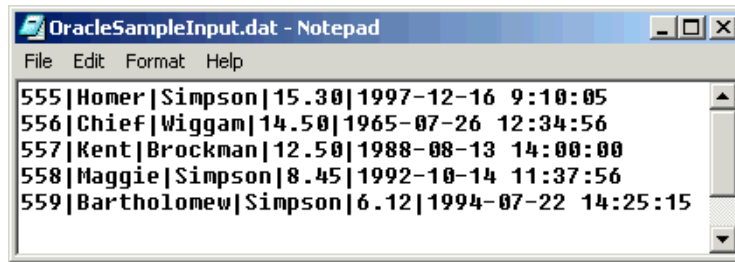 OracleSampleInput.dat - Notepad
File Edit Format Help
555|Homer|Simpson|15.30|1997-12-16 9:10:05
556|Chief|Wiggam|14.50|1965-07-26 12:34:56
557|Kent|Brockman|12.50|1988-08-13 14:00:00
558|Maggie|Simpson|8.45|1992-10-14 11:37:56
559|Bartholomew|Simpson|6.12|1994-07-22 14:25:15